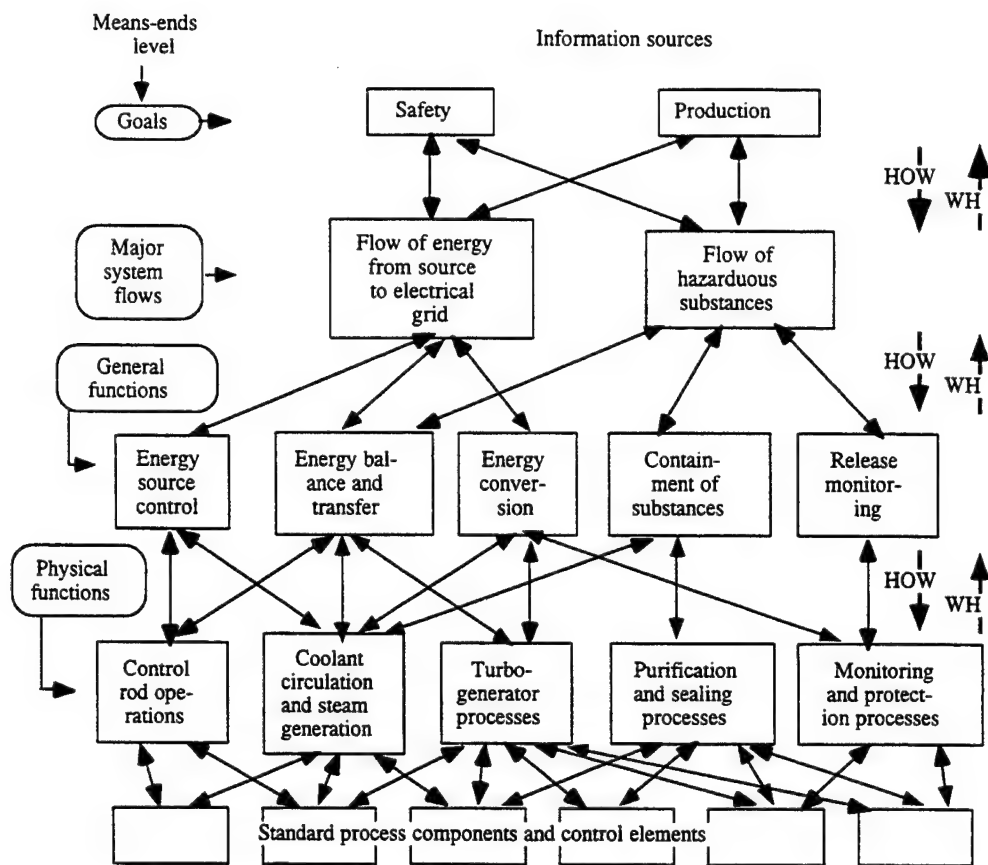 Means-ends
level
Information sources
Goals
Safety
Production
HOW
WH
Major
system
flows
Flow of energy
from source
to electrical
grid
Flow of
hazarduous
substances
General
functions
HOW
WH
Energy
source
control
Energy bal-
ance and
transfer
Energy
conver-
sion
Contain-
ment of
substances
Release
monitor-
ing
Physical
functions
HOW
WH
Control
rod ope-
rations
Coolant
circulation
and steam
generation
Turbo-
generator
processes
Purification
and sealing
processes
Monitoring
and protect-
ion processes
Standard process components and control elements